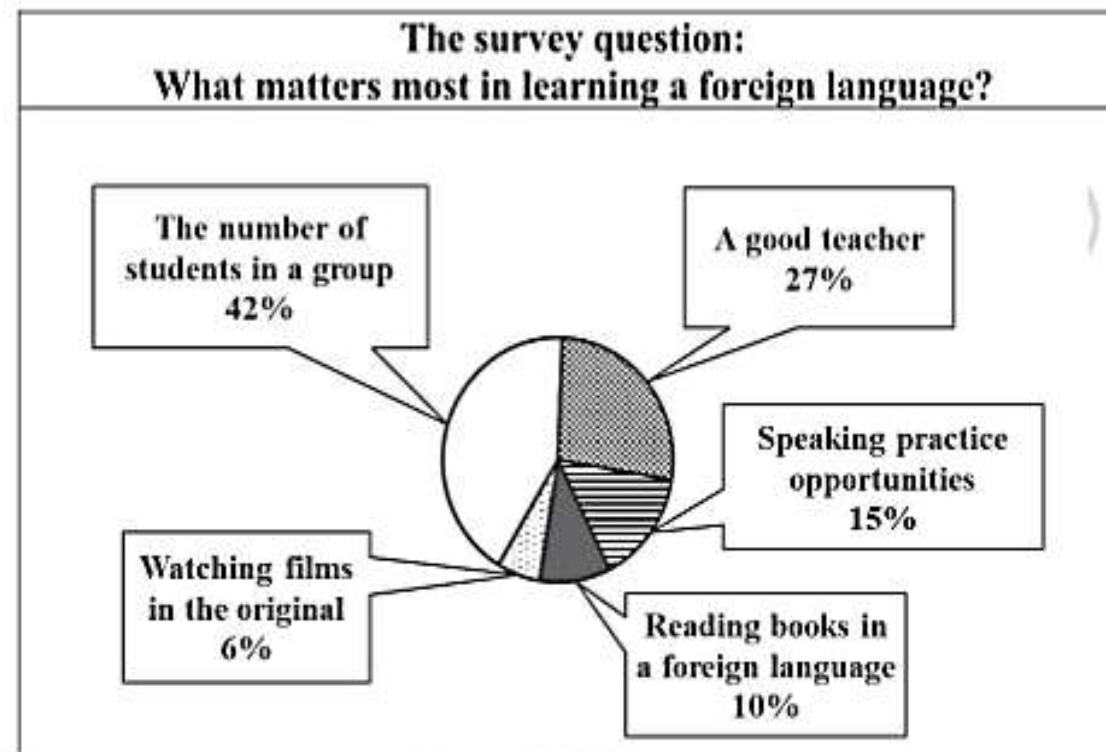 The survey question:
What matters most in learning a foreign language?
The number of
students in a group
42%
A good teacher
27%
Speaking practice
opportunities
15%
Watching films
in the original
6%
Reading books in
a foreign language
10%